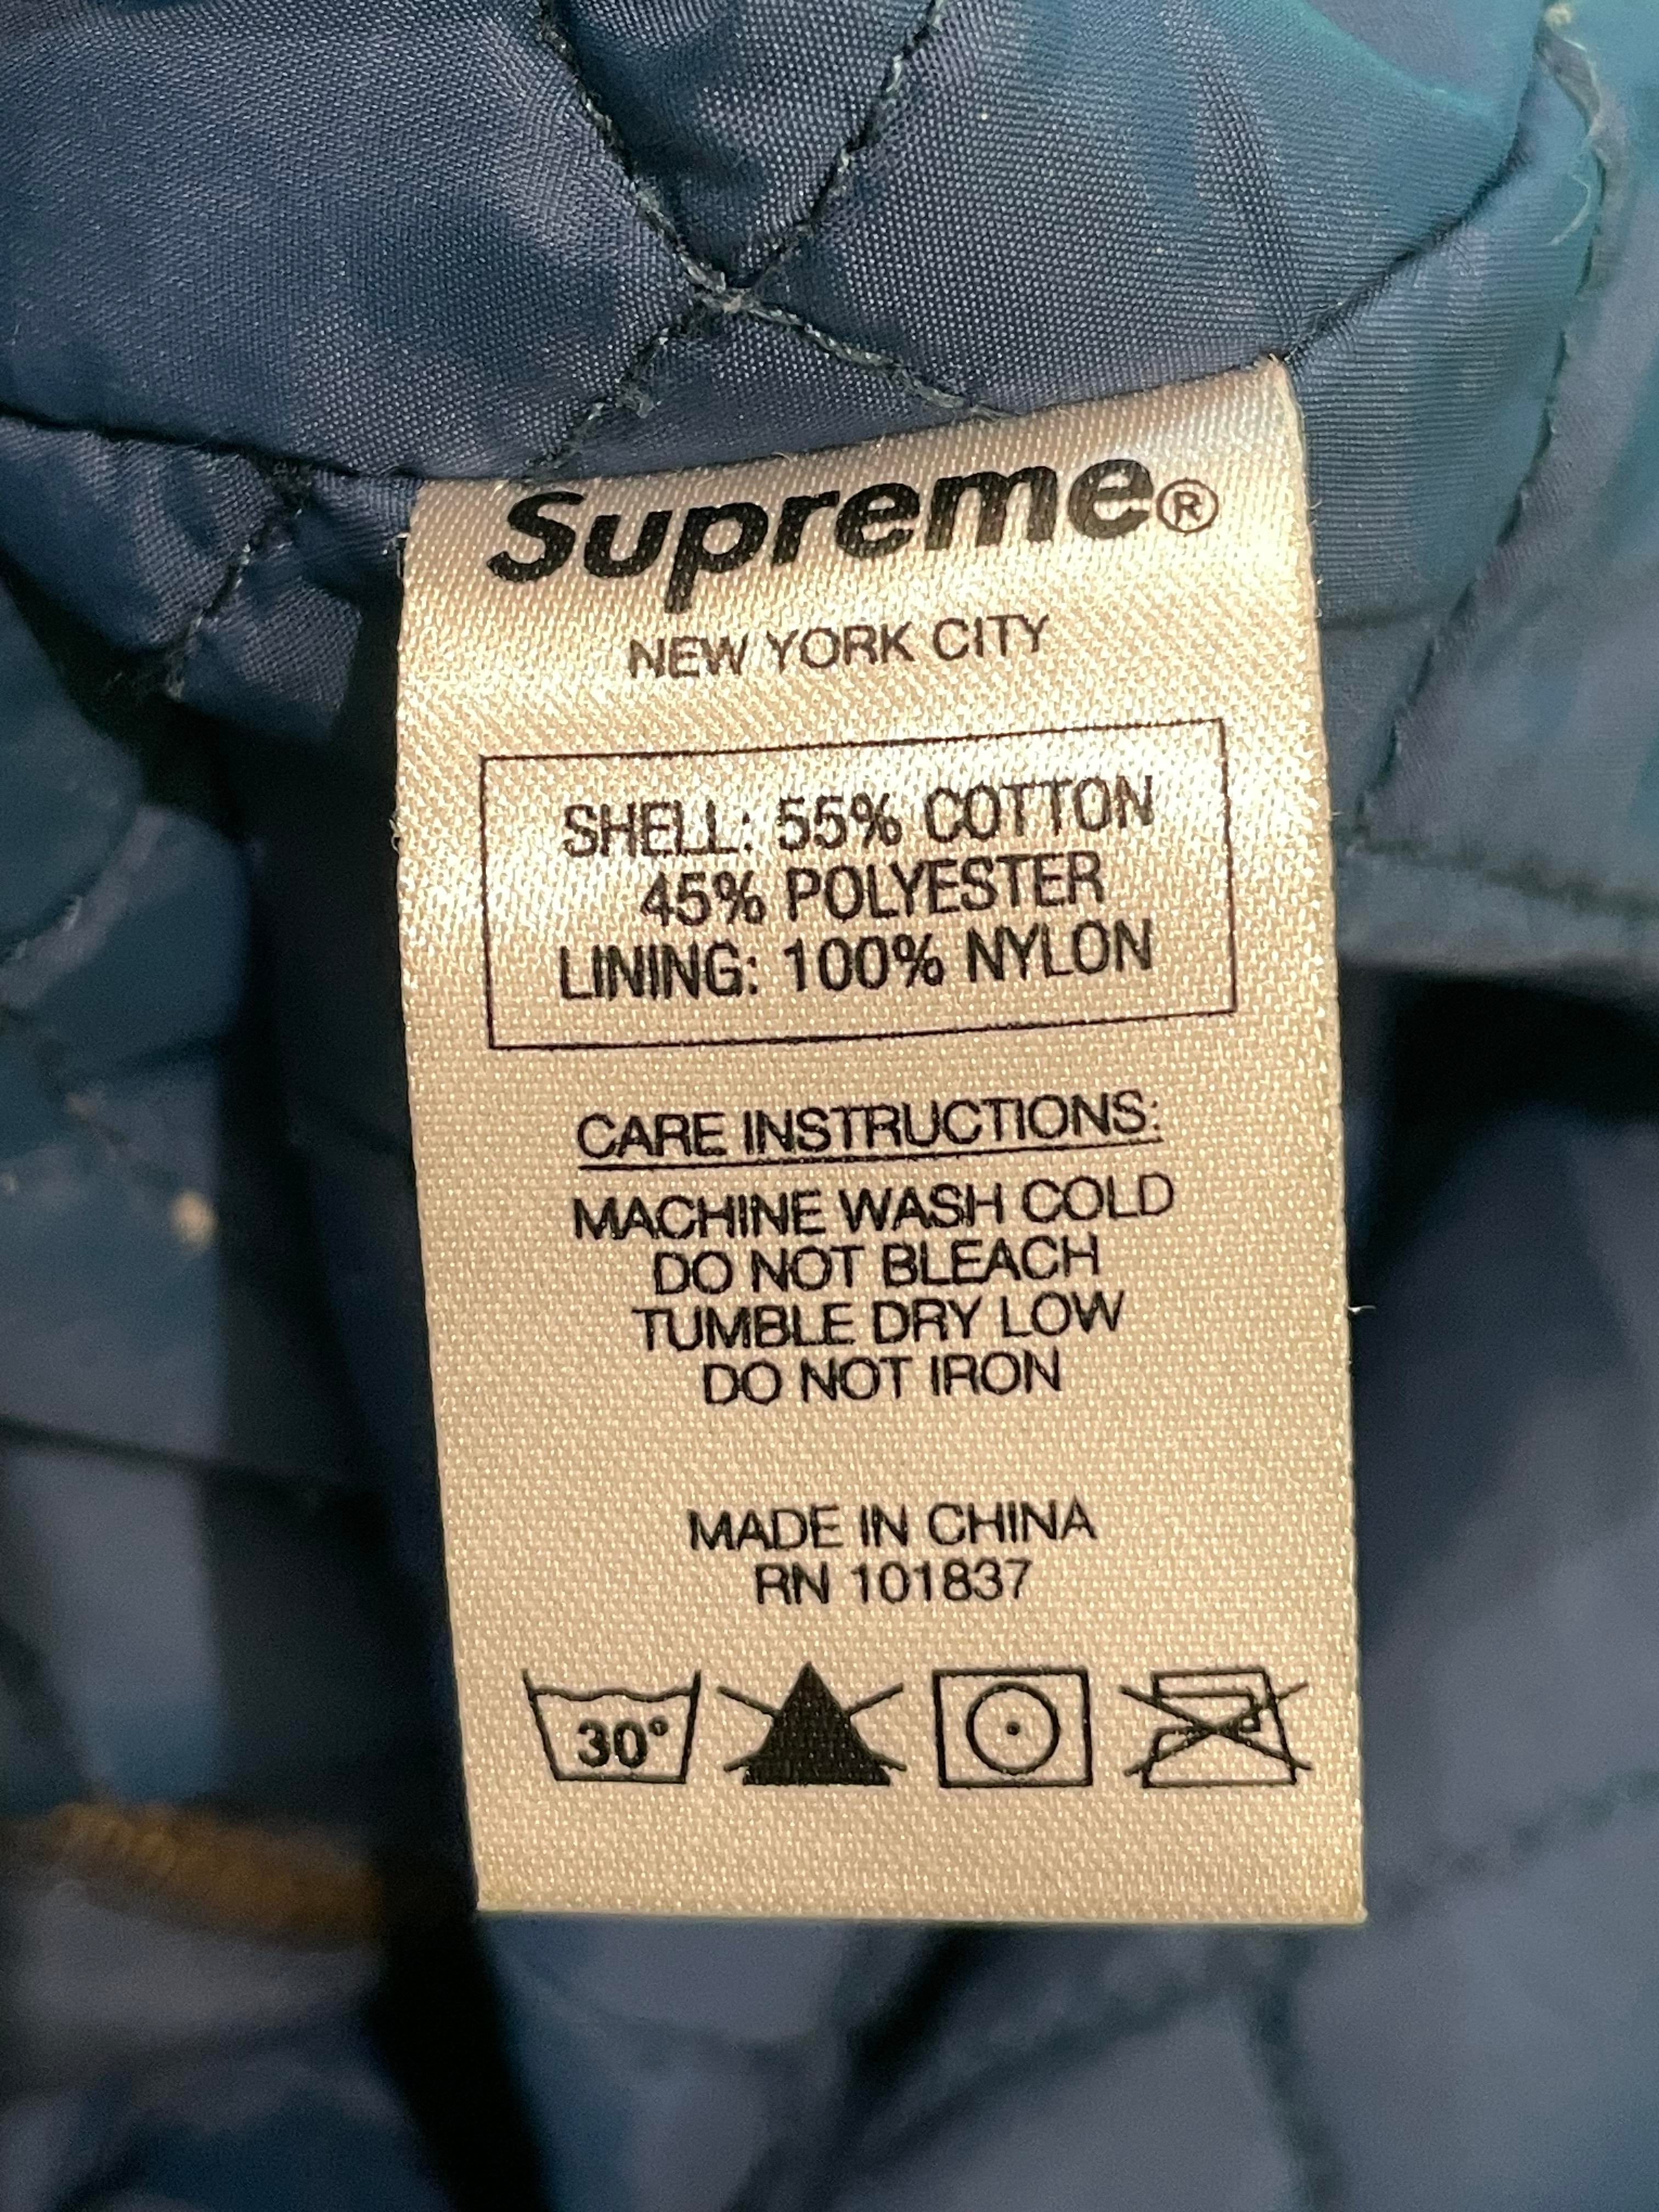 Supreme®
NEW YORK CITY
SHELL: 55% COTTON
45% POLYESTER
LINING: 100% NYLON
CARE INSTRUCTIONS:
MACHINE WASH COLD
DO NOT BLEACH
TUMBLE DRY LOW
DO NOT IRON
MADE IN CHINA
RN 101837
30°